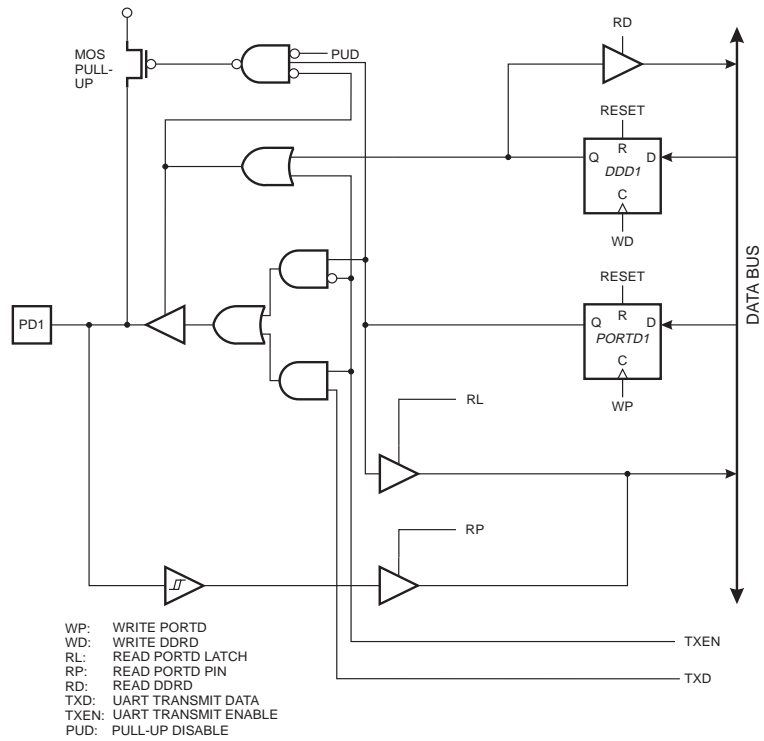 RD
MOS
PULL-
UP
PUD
RESET
R
Q
D
DDD1
C
WD
RESET
R
Q
D
PORTD1
C
WP
DATA BUS
PD1
RL
RP
TXEN
TXD
WP: WRITE PORTD
WD: WRITE DDRD
RL: READ PORTD LATCH
RP: READ PORTD PIN
RD: READ DDRD
TXD: UART TRANSMIT DATA
TXEN: UART TRANSMIT ENABLE
PUD: PULL-UP DISABLE